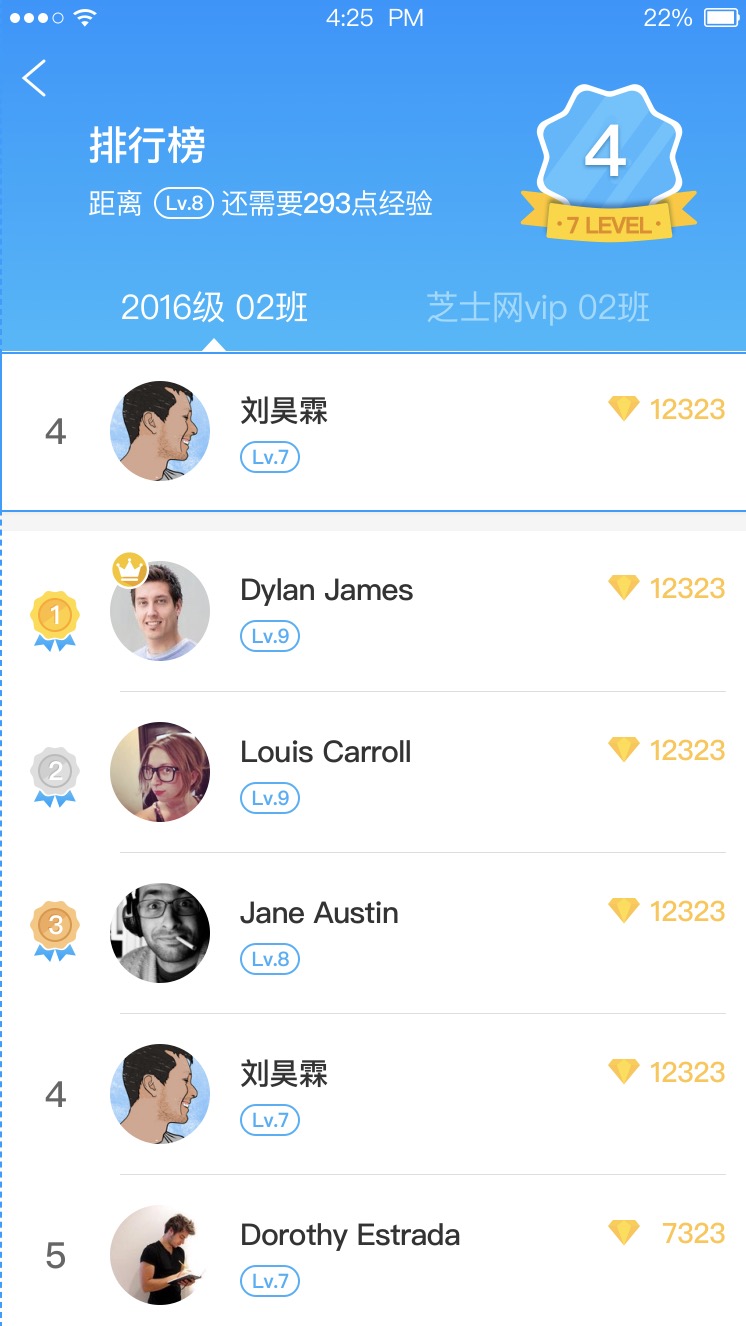 4:25 PM
22%
排行榜
距离 Lv.8 还需要293点经验
4
7 LEVEL
2016级 02班
芝士网vip 02班
4
刘昊霖
12323
Lv.7
1
Dylan James
12323
Lv.9
2
Louis Carroll
12323
Lv.9
3
Jane Austin
12323
Lv.8
4
刘昊霖
12323
Lv.7
5
Dorothy Estrada
7323
Lv.7